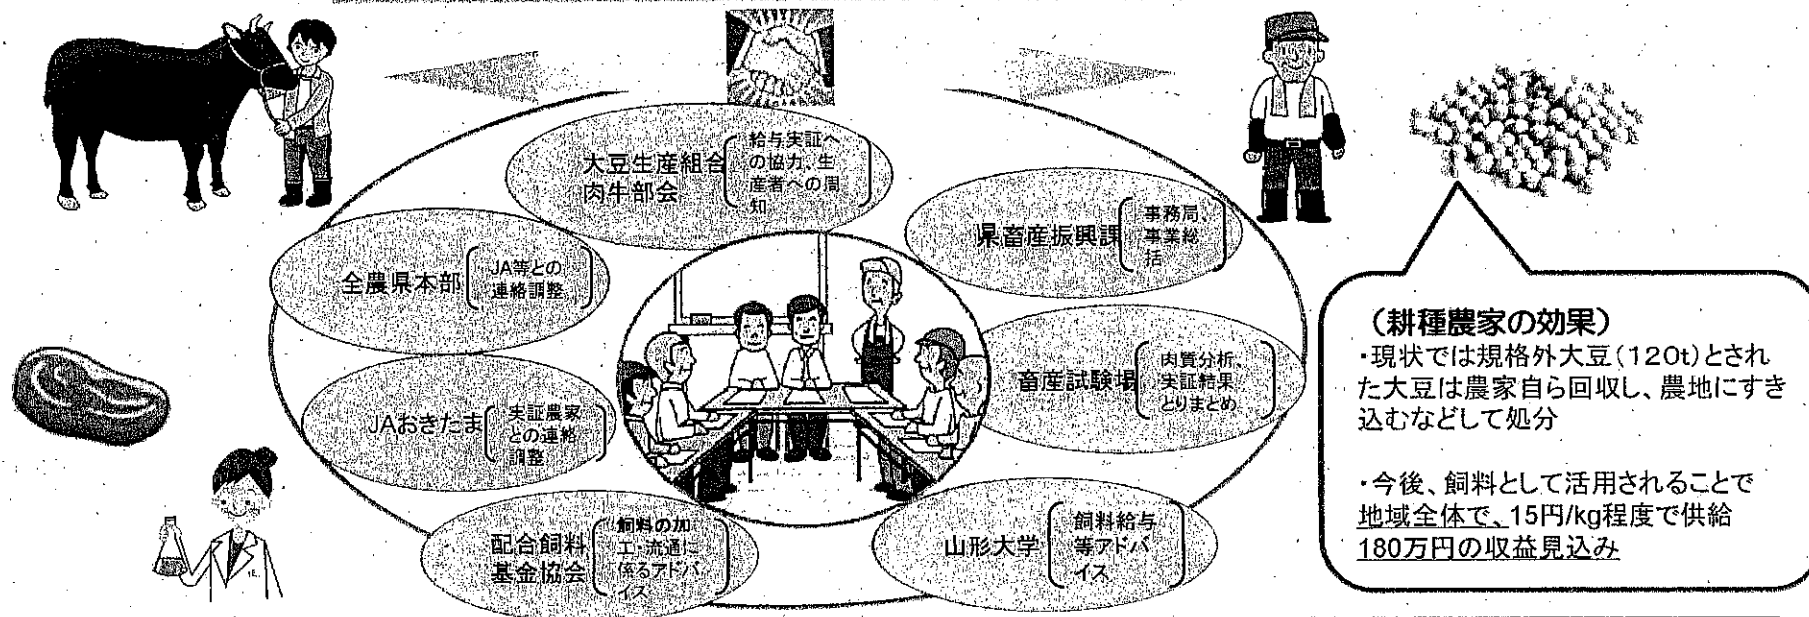 大豆生産組合
肉牛部会
給与実証へ
の協力、生
産者への周
知
県畜産振興課
事務局、
事業総
括
全農県本部
JA等との
連絡調整
畜産試験場
肉質分析、
実証結果
とりまとめ
JAおきたま
実証農家
との連絡
調整
配合飼料
基金協会
飼料の加
工・流通に
係るアドバ
イス
山形大学
飼料給与
等アドバ
イス
（耕種農家の効果）
・現状では規格外大豆（120t）とされ
た大豆は農家自ら回収し、農地にすき
込むなどして処分
・今後、飼料として活用されることで
地域全体で、15円/kg程度で供給
180万円の収益見込み